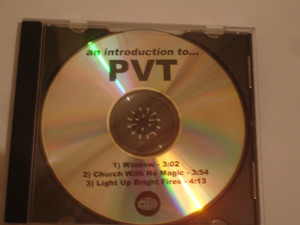 an introduction to...
PVT
1) Window - 3:02
2) Church With No Magic - 3:54
3) Light Up Bright Fires - 4:13